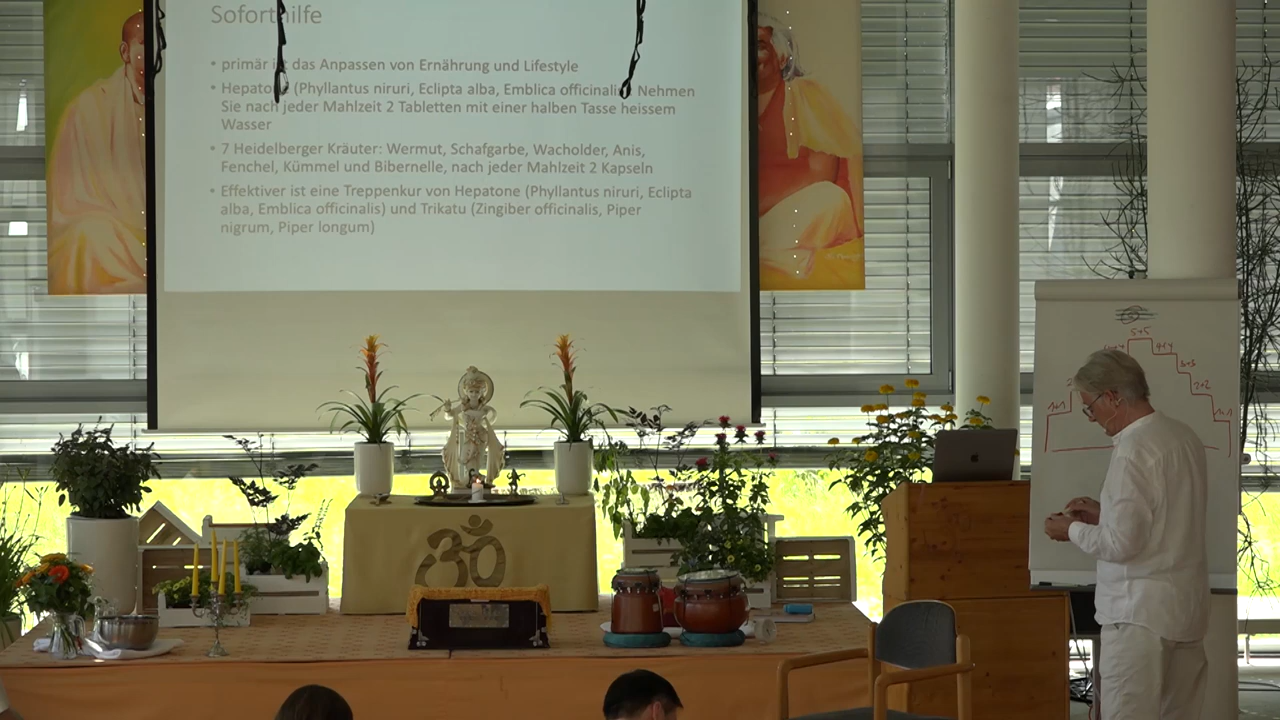 Soforthilfe
• primär ist das Anpassen von Ernährung und Lifestyle
• Hepatone (Phyllantus niruri, Eclipta alba, Emblica officinalis) Nehmen
Sie nach jeder Mahlzeit 2 Tabletten mit einer halben Tasse heissem
Wasser
• 7 Heidelberger Kräuter: Wermut, Schafgarbe, Wacholder, Anis,
Fenchel, Kümmel und Bibernelle, nach jeder Mahlzeit 2 Kapseln
• Effektiver ist eine Treppenkur von Hepatone (Phyllantus niruri, Eclipta
alba, Emblica officinalis) und Trikatu (Zingiber officinalis, Piper
nigrum, Piper longum)
5+5
4+4
3+3
2+2
1+1
1+1
ॐ